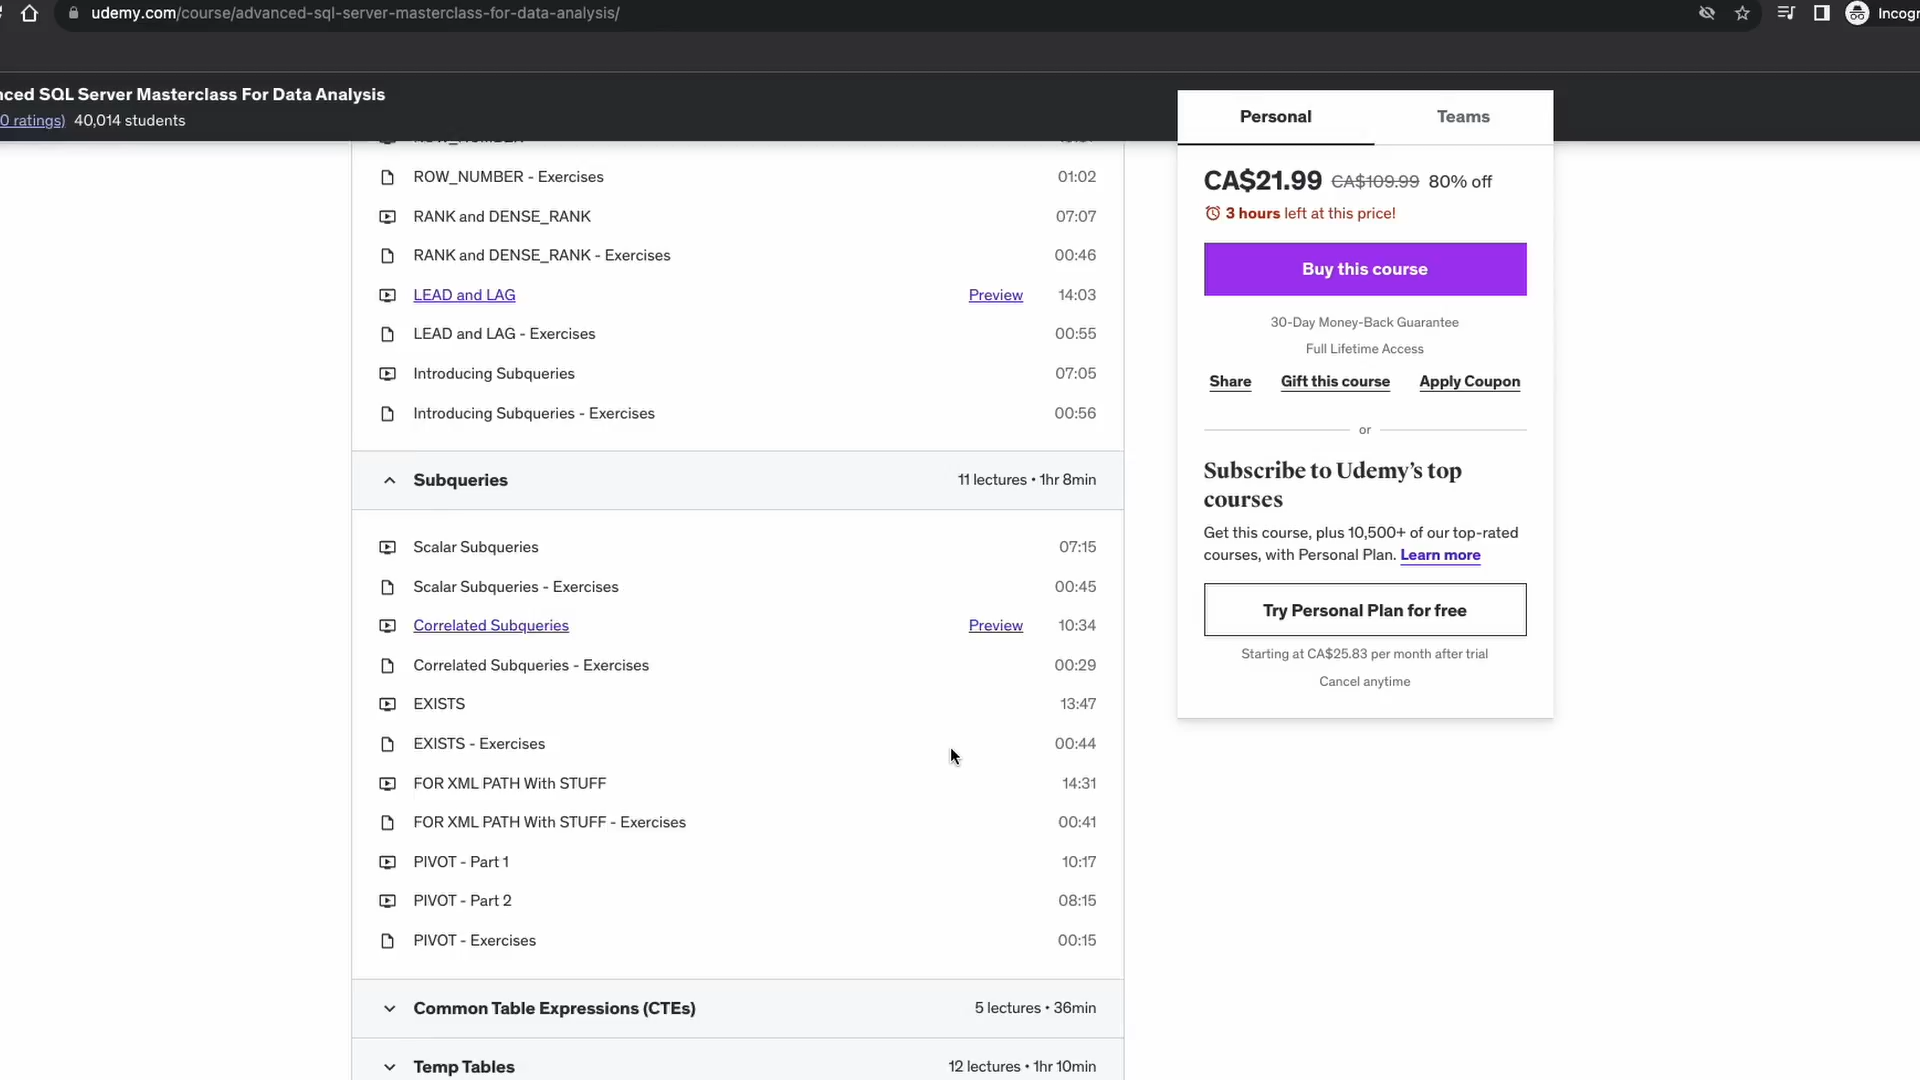 udemy.com/course/advanced-sql-server-masterclass-for-data-analysis/
Incogn
nced SQL Server Masterclass For Data Analysis
0 ratings) 40,014 students
ROW_NUMBER - Exercises 01:02
RANK and DENSE_RANK 07:07
RANK and DENSE_RANK - Exercises 00:46
LEAD and LAG Preview 14:03
LEAD and LAG - Exercises 00:55
Introducing Subqueries 07:05
Introducing Subqueries - Exercises 00:56
Subqueries 11 lectures • 1hr 8min
Scalar Subqueries 07:15
Scalar Subqueries - Exercises 00:45
Correlated Subqueries Preview 10:34
Correlated Subqueries - Exercises 00:29
EXISTS 13:47
EXISTS - Exercises 00:44
FOR XML PATH With STUFF 14:31
FOR XML PATH With STUFF - Exercises 00:41
PIVOT - Part 1 10:17
PIVOT - Part 2 08:15
PIVOT - Exercises 00:15
Common Table Expressions (CTEs) 5 lectures • 36min
Temp Tables 12 lectures • 1hr 10min
Personal Teams
CA$21.99 CA$109.99 80% off
3 hours left at this price!
Buy this course
30-Day Money-Back Guarantee
Full Lifetime Access
Share Gift this course Apply Coupon
or
Subscribe to Udemy’s top
courses
Get this course, plus 10,500+ of our top-rated
courses, with Personal Plan. Learn more
Try Personal Plan for free
Starting at CA$25.83 per month after trial
Cancel anytime